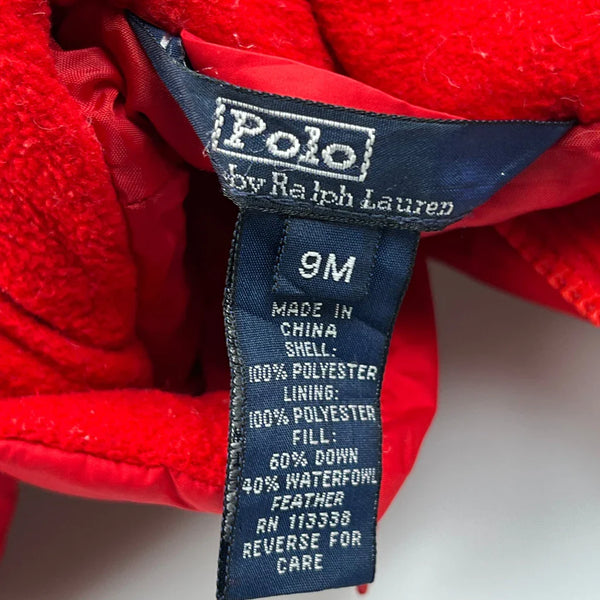 Polo
by Ralph Lauren
9M
MADE IN
CHINA
SHELL:
100% POLYESTER
LINING:
100% POLYESTER
FILL:
60% DOWN
40% WATERFOWL
FEATHER
RN 113338
REVERSE FOR
CARE